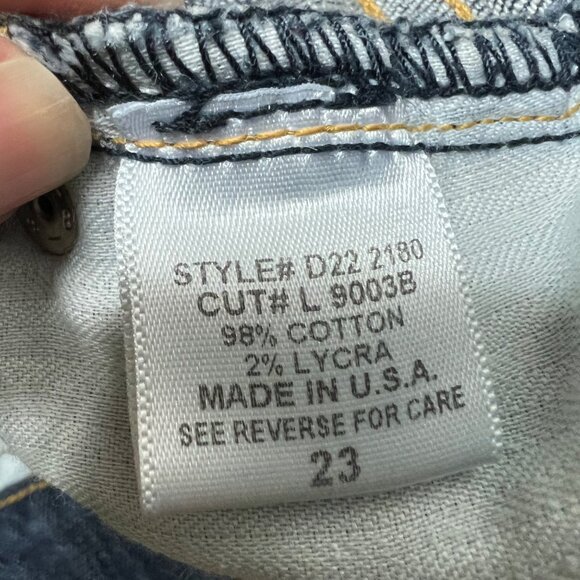 STYLE# D22 2180
CUT# L 9003B
98% COTTON
2% LYCRA
MADE IN U.S.A.
SEE REVERSE FOR CARE
23